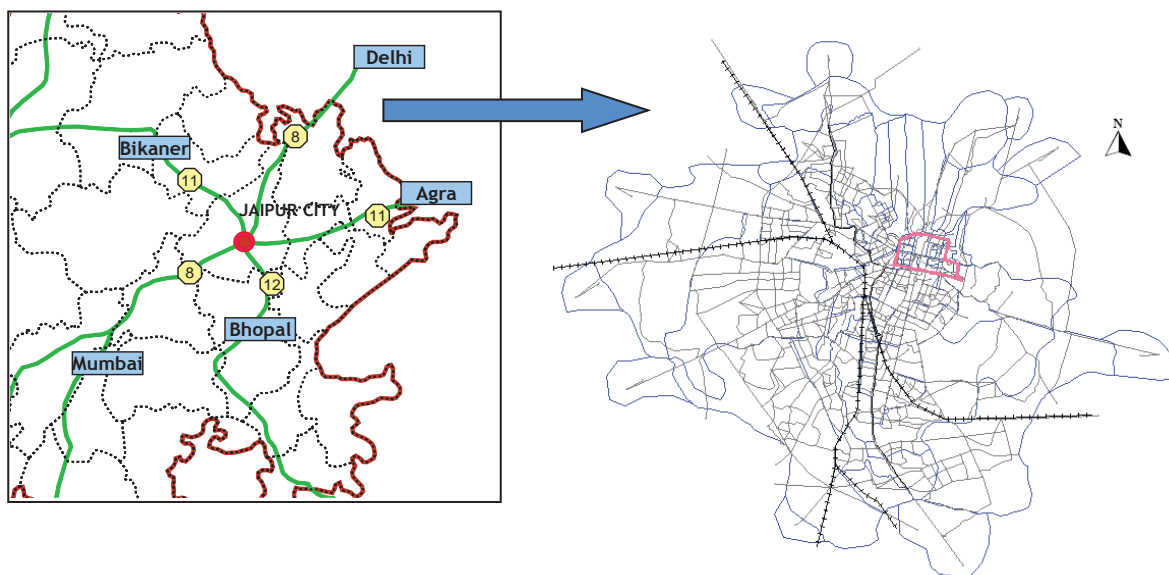 Delhi
8
Bikaner
11
Agra
JAIPUR CITY
11
8
12
Bhopal
Mumbai
N